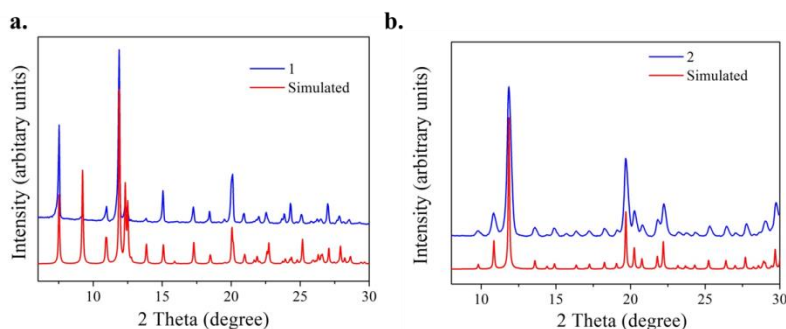 a.
Intensity (arbitary units)
1
Simulated
10 15 20 25 30
2 Theta (degree)
b.
Intensity (arbitrary units)
2
Simulated
10 15 20 25 30
2 Theta (degree)